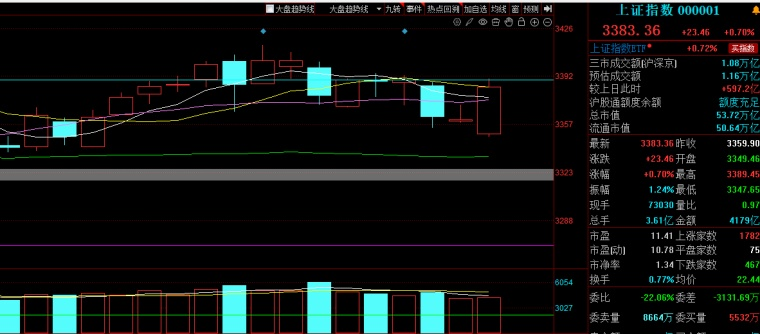 大盘趋势线 大盘趋势线 九转 事件 热点回溯 加自选 均线 窗 预测
上证指数 000001
3383.36 +23.46 +0.70%
上证指数ETF +0.72% 买指数
三市成交额(沪深京) 1.08万亿
预估成交额 1.16万亿
较上日此时 +597.2亿
沪股通额度余额 额度充足
总市值 53.72万亿
流通市值 50.64万亿
最新 3383.36 昨收 3359.90
涨跌 +23.46 开盘 3349.46
涨幅 +0.70% 最高 3389.45
振幅 1.24% 最低 3347.65
现手 73030 量比 0.97
总手 3.61亿 金额 4179亿
市盈 11.41 上涨家数 1782
市盈(动) 10.78 平盘家数 75
市净率 1.34 下跌家数 467
换手 0.77% 均价 22.44
委比 -22.06% 委差 -3131.69万
委卖量 8664万 委买量 5532万
3426
3392
3357
3323
3288
6054
3027